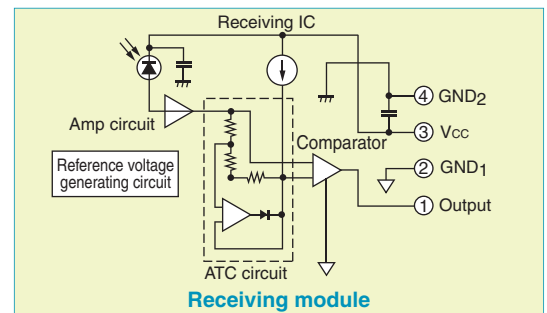 Receiving IC
④ GND2
Amp circuit
③ Vcc
Comparator
Reference voltage
generating circuit
② GND1
① Output
ATC circuit
Receiving module